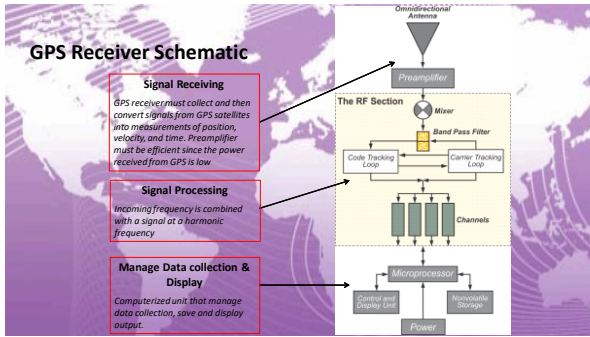 GPS Receiver Schematic
Signal Receiving
GPS receiver must collect and then
convert signals from GPS satellites
into measurements of position,
velocity, and time. Preamplifier
must be efficient since the power
received from GPS is low
Signal Processing
Incoming frequency is combined
with a signal at a harmonic
frequency
Manage Data collection &
Display
Computerized unit that manage
data collection, save and display
output.
Omnidirectional
Antenna
Preamplifier
The RF Section
Mixer
Band Pass Filter
Code Tracking
Loop
Carrier Tracking
Loop
Channels
Microprocessor
Control and
Display Unit
Nonvolatile
Storage
Power